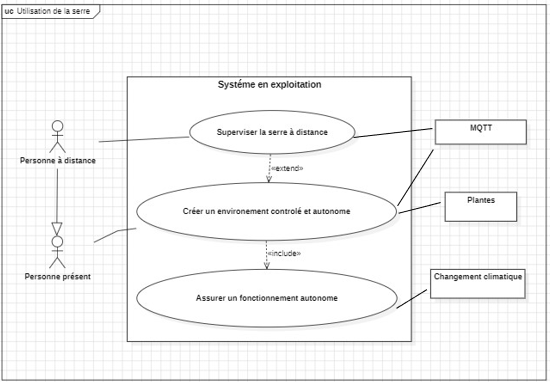 uc Utilisation de la serre
Systéme en exploitation
Superviser la serre à distance
MQTT
Personne à distance
«extend»
Plantes
Créer un environement controlé et autonome
«include»
Personne présent
Changement climatique
Assurer un fonctionnement autonome